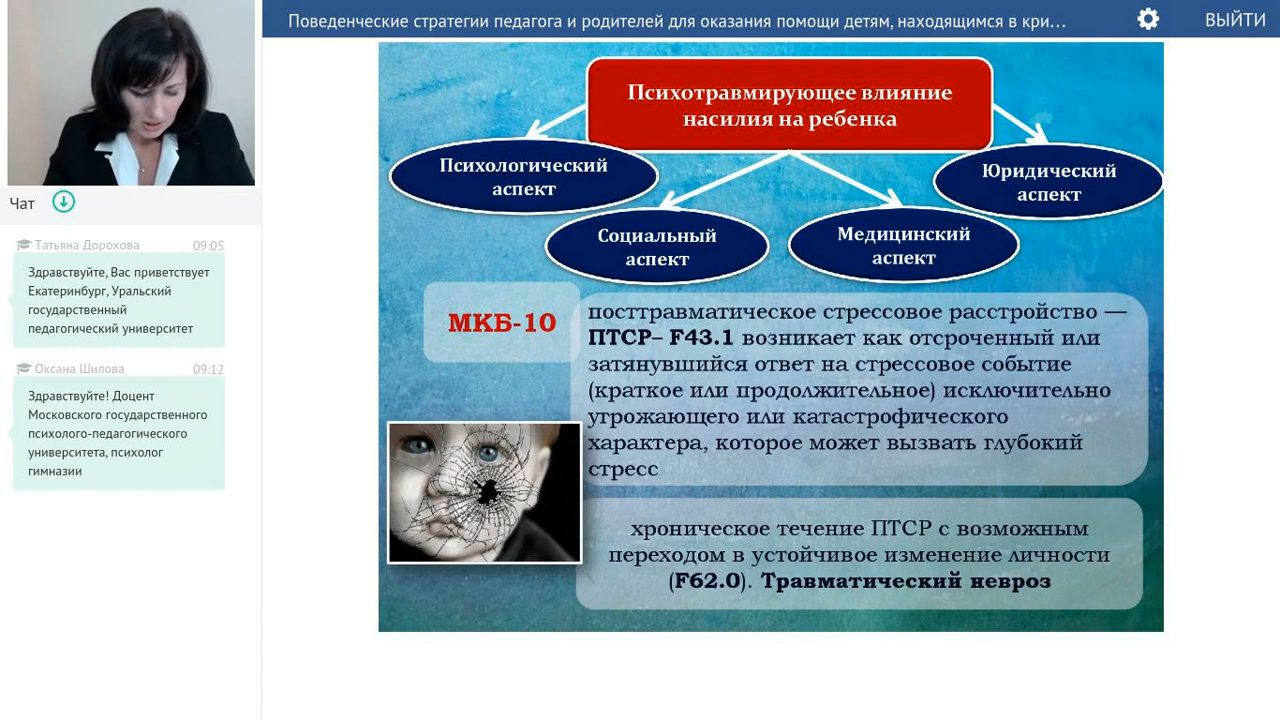 Поведенческие стратегии педагога и родителей для оказания помощи детям, находящимся в кри...
ВЫЙТИ
Чат
Татьяна Дорохова 09:05
Здравствуйте, Вас приветствует
Екатеринбург, Уральский
государственный
педагогический университет
Оксана Шилова 09:12
Здравствуйте! Доцент
Московского государственного
психолого-педагогического
университета, психолог
гимназии
Психотравмирующее влияние
насилия на ребенка
Психологический
аспект
Социальный
аспект
Медицинский
аспект
Юридический
аспект
МКБ-10
посттравматическое стрессовое расстройство —
ПТСР– F43.1 возникает как отсроченный или
затянувшийся ответ на стрессовое событие
(краткое или продолжительное) исключительно
угрожающего или катастрофического
характера, которое может вызвать глубокий
стресс
хроническое течение ПТСР с возможным
переходом в устойчивое изменение личности
(F62.0). Травматический невроз